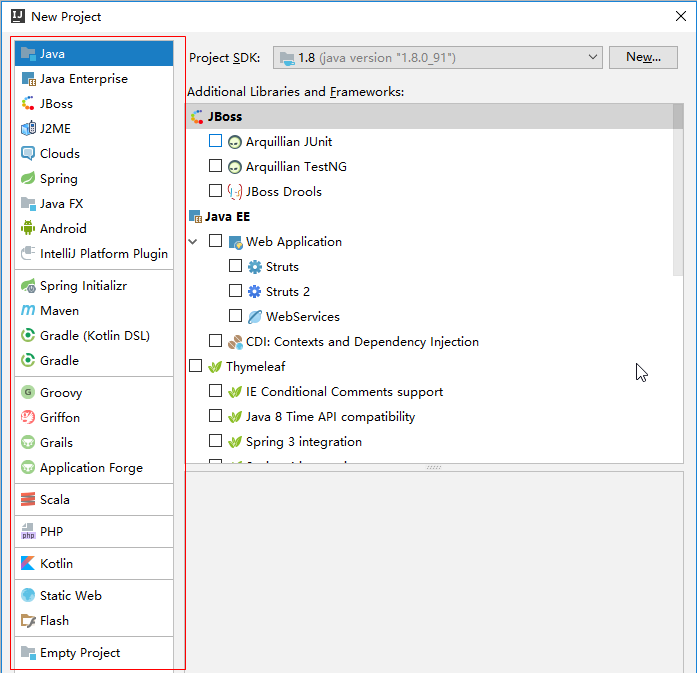 New Project
Java
Java Enterprise
JBoss
J2ME
Clouds
Spring
Java FX
Android
IntelliJ Platform Plugin
Spring Initializr
Maven
Gradle (Kotlin DSL)
Gradle
Groovy
Griffon
Grails
Application Forge
Scala
PHP
Kotlin
Static Web
Flash
Empty Project
Project SDK: 1.8 (java version "1.8.0_91") New...
Additional Libraries and Frameworks:
JBoss
Arquillian JUnit
Arquillian TestNG
JBoss Drools
Java EE
Web Application
Struts
Struts 2
WebServices
CDI: Contexts and Dependency Injection
Thymeleaf
IE Conditional Comments support
Java 8 Time API compatibility
Spring 3 integration